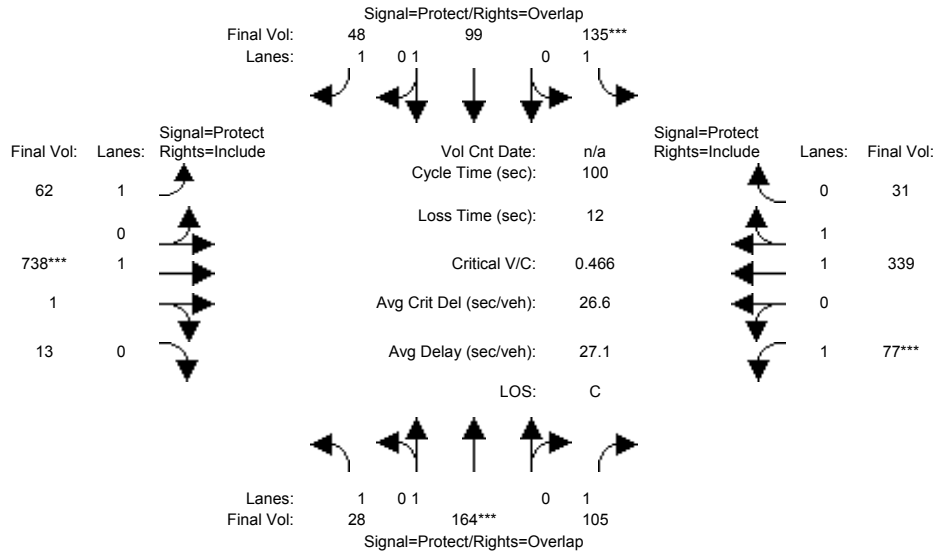 Signal=Protect/Rights=Overlap
Final Vol: 48 99 135***
Lanes: 1 0 1 0 1
Signal=Protect
Final Vol: Lanes: Rights=Include
Vol Cnt Date: n/a
Signal=Protect
Rights=Include Lanes: Final Vol:
Cycle Time (sec): 100
62 1
0 31
Loss Time (sec): 12
0
1
738*** 1
Critical V/C: 0.466
1 339
1
Avg Crit Del (sec/veh): 26.6
0
13 0
Avg Delay (sec/veh): 27.1
1 77***
LOS: C
Lanes: 1 0 1 0 1
Final Vol: 28 164*** 105
Signal=Protect/Rights=Overlap